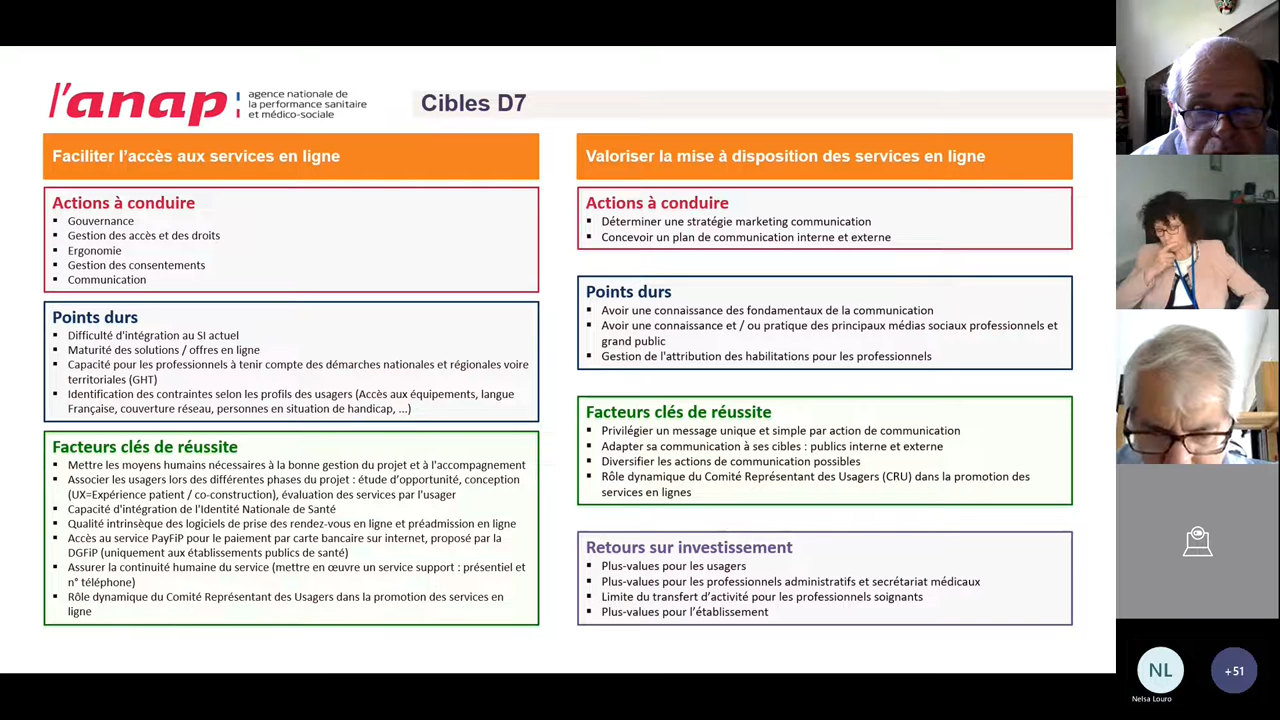 l'anap
agence nationale de
la performance sanitaire
et médico-sociale
Cibles D7
Faciliter l'accès aux services en ligne
Actions à conduire
▪ Gouvernance
▪ Gestion des accès et des droits
▪ Ergonomie
▪ Gestion des consentements
▪ Communication
Points durs
▪ Difficulté d'intégration au SI actuel
▪ Maturité des solutions / offres en ligne
▪ Capacité pour les professionnels à tenir compte des démarches nationales et régionales voire
territoriales (GHT)
▪ Identification des contraintes selon les profils des usagers (Accès aux équipements, langue
Française, couverture réseau, personnes en situation de handicap, ...)
Facteurs clés de réussite
▪ Mettre les moyens humains nécessaires à la bonne gestion du projet et à l'accompagnement
▪ Associer les usagers lors des différentes phases du projet : étude d'opportunité, conception
(UX=Expérience patient / co-construction), évaluation des services par l'usager
▪ Capacité d'intégration de l'Identité Nationale de Santé
▪ Qualité intrinsèque des logiciels de prise des rendez-vous en ligne et préadmission en ligne
▪ Accès au service PayFiP pour le paiement par carte bancaire sur internet, proposé par la
DGFiP (uniquement aux établissements publics de santé)
▪ Assurer la continuité humaine du service (mettre en œuvre un service support : présentiel et
n° téléphone)
▪ Rôle dynamique du Comité Représentant des Usagers dans la promotion des services en
ligne
Valoriser la mise à disposition des services en ligne
Actions à conduire
▪ Déterminer une stratégie marketing communication
▪ Concevoir un plan de communication interne et externe
Points durs
▪ Avoir une connaissance des fondamentaux de la communication
▪ Avoir une connaissance et / ou pratique des principaux médias sociaux professionnels et
grand public
▪ Gestion de l'attribution des habilitations pour les professionnels
Facteurs clés de réussite
▪ Privilégier un message unique et simple par action de communication
▪ Adapter sa communication à ses cibles : publics interne et externe
▪ Diversifier les actions de communication possibles
▪ Rôle dynamique du Comité Représentant des Usagers (CRU) dans la promotion des
services en lignes
Retours sur investissement
▪ Plus-values pour les usagers
▪ Plus-values pour les professionnels administratifs et secrétariat médicaux
▪ Limite du transfert d'activité pour les professionnels soignants
▪ Plus-values pour l'établissement
NL
Nelsa Louro
+51